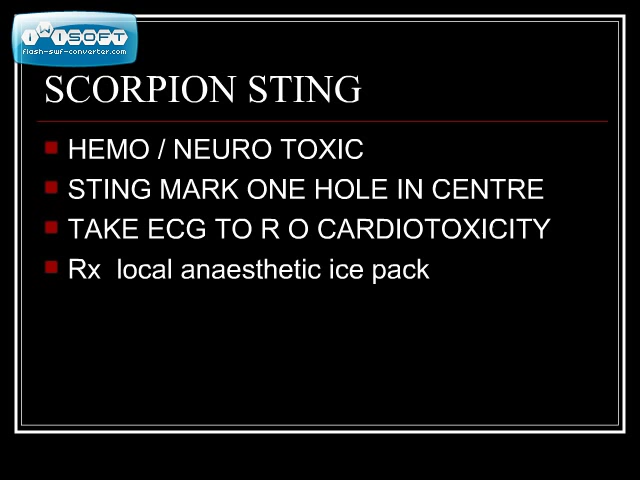 iWiSOFT
flash-swf-converter.com
SCORPION STING
HEMO / NEURO TOXIC
STING MARK ONE HOLE IN CENTRE
TAKE ECG TO R O CARDIOTOXICITY
Rx local anaesthetic ice pack